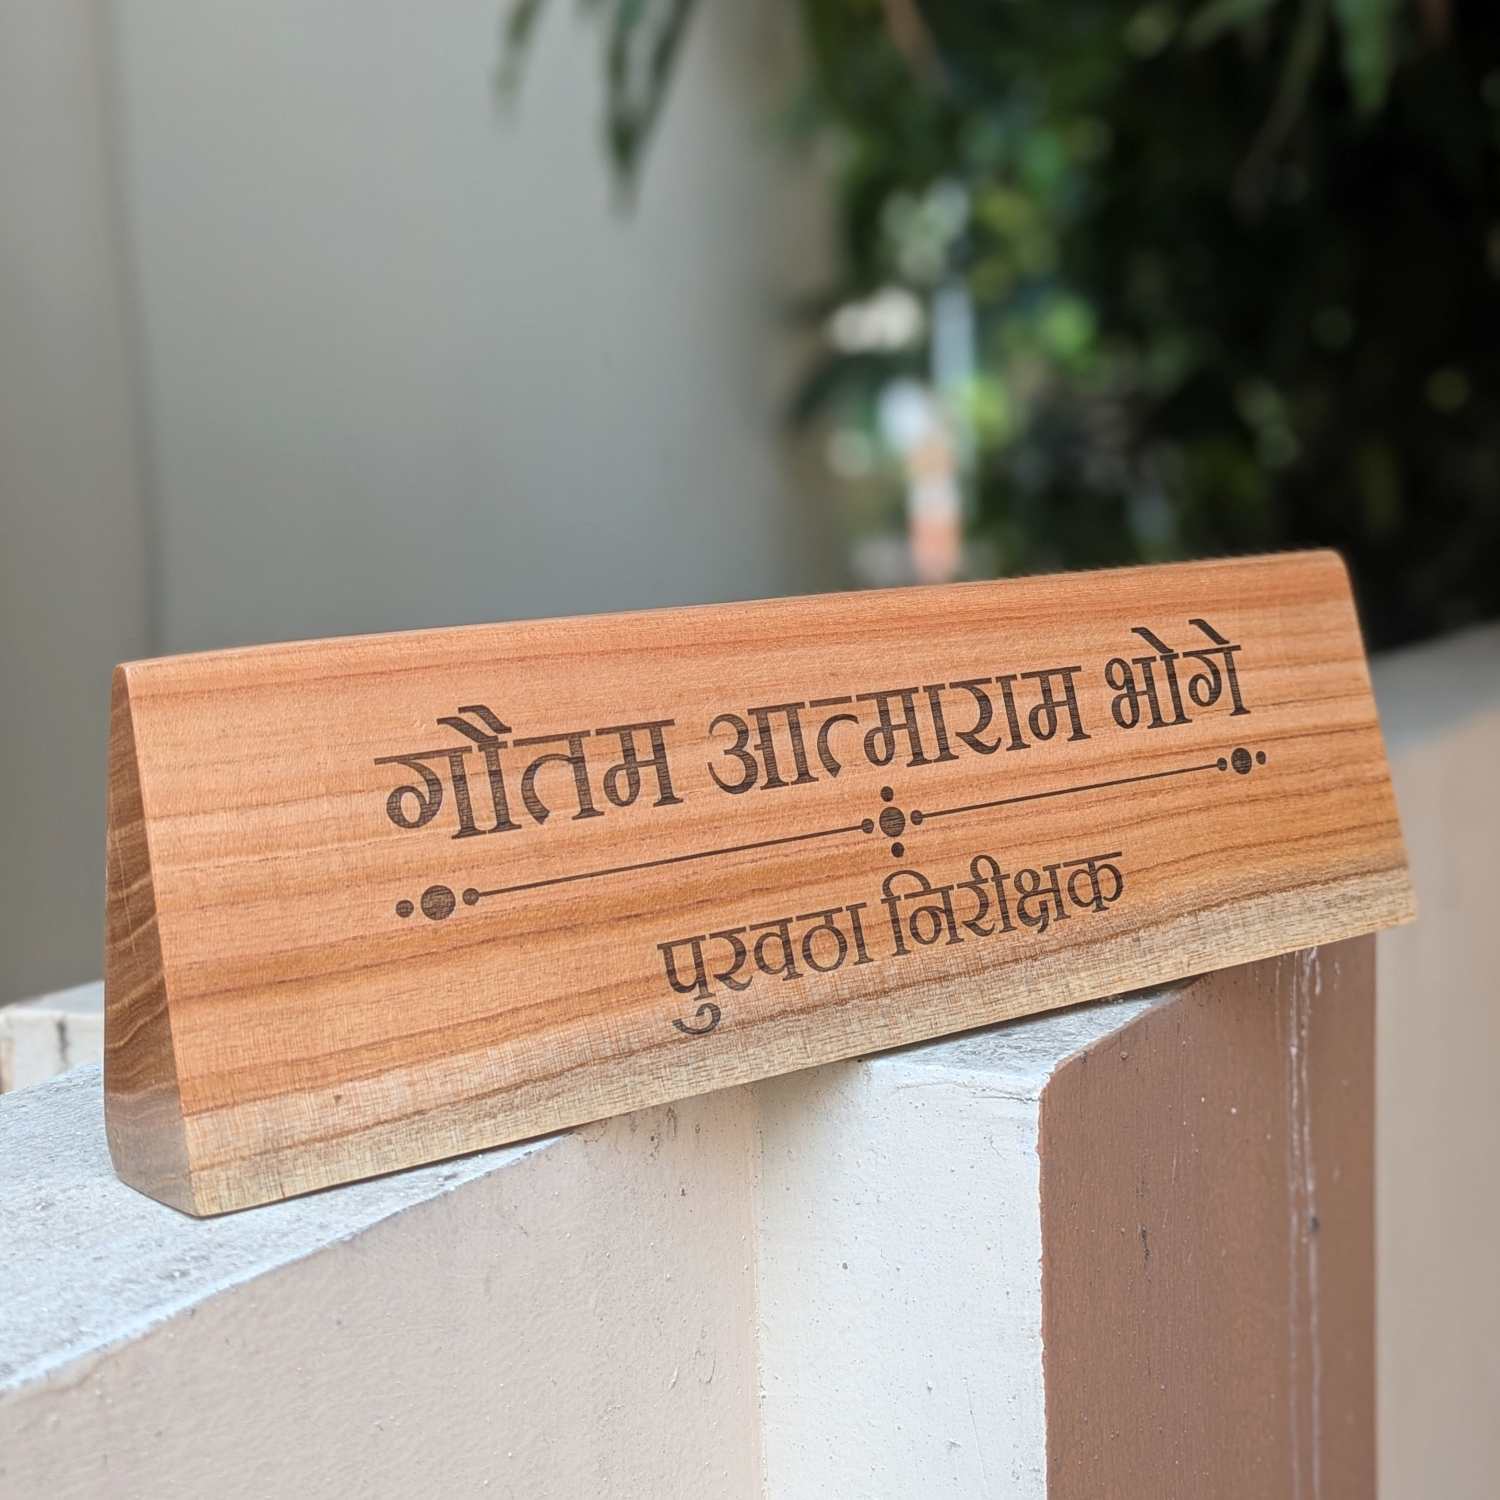 गौतम आत्माराम भोगे
पुरवठा निरीक्षक